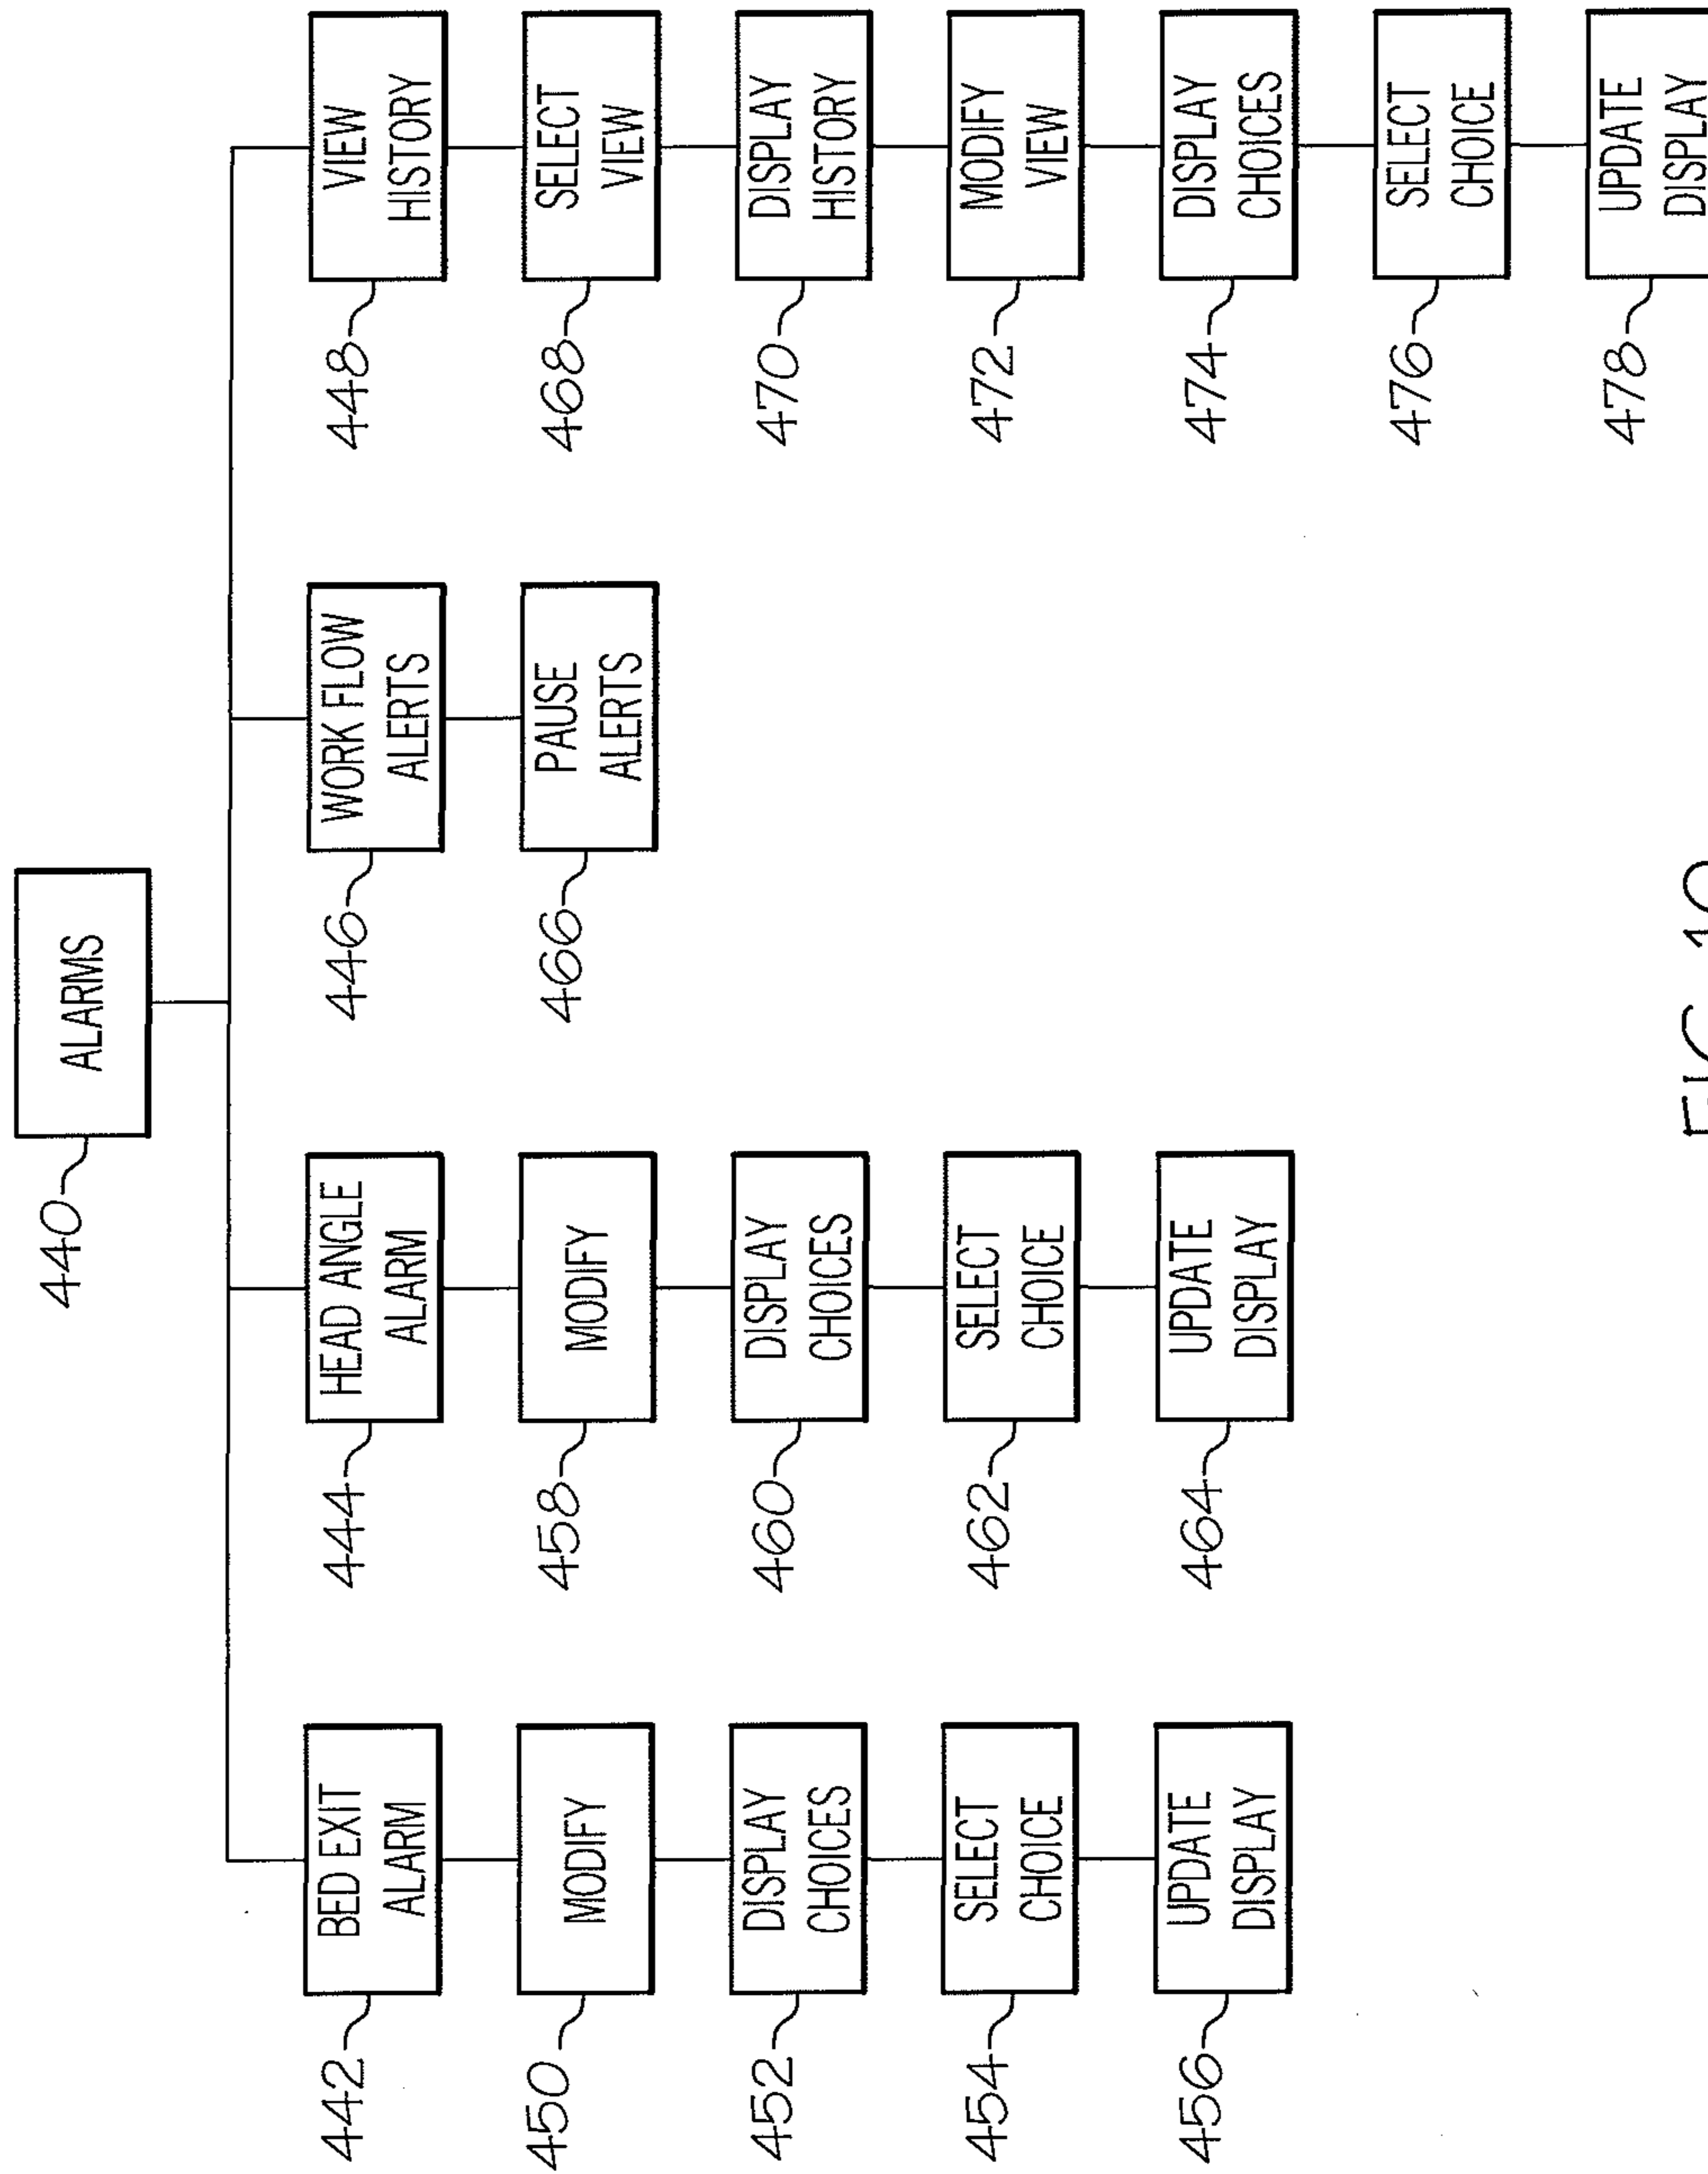 440
ALARMS
442
BED EXIT
ALARM
450
MODIFY
452
DISPLAY
CHOICES
454
SELECT
CHOICE
456
UPDATE
DISPLAY
444
HEAD ANGLE
ALARM
458
MODIFY
460
DISPLAY
CHOICES
462
SELECT
CHOICE
464
UPDATE
DISPLAY
446
WORK FLOW
ALERTS
466
PAUSE
ALERTS
448
VIEW
HISTORY
468
SELECT
VIEW
470
DISPLAY
HISTORY
472
MODIFY
VIEW
474
DISPLAY
CHOICES
476
SELECT
CHOICE
478
UPDATE
DISPLAY